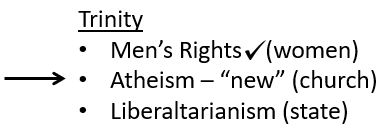 Trinity
• Men's Rights✓(women)
• Atheism – “new” (church)
• Liberaltarianism (state)